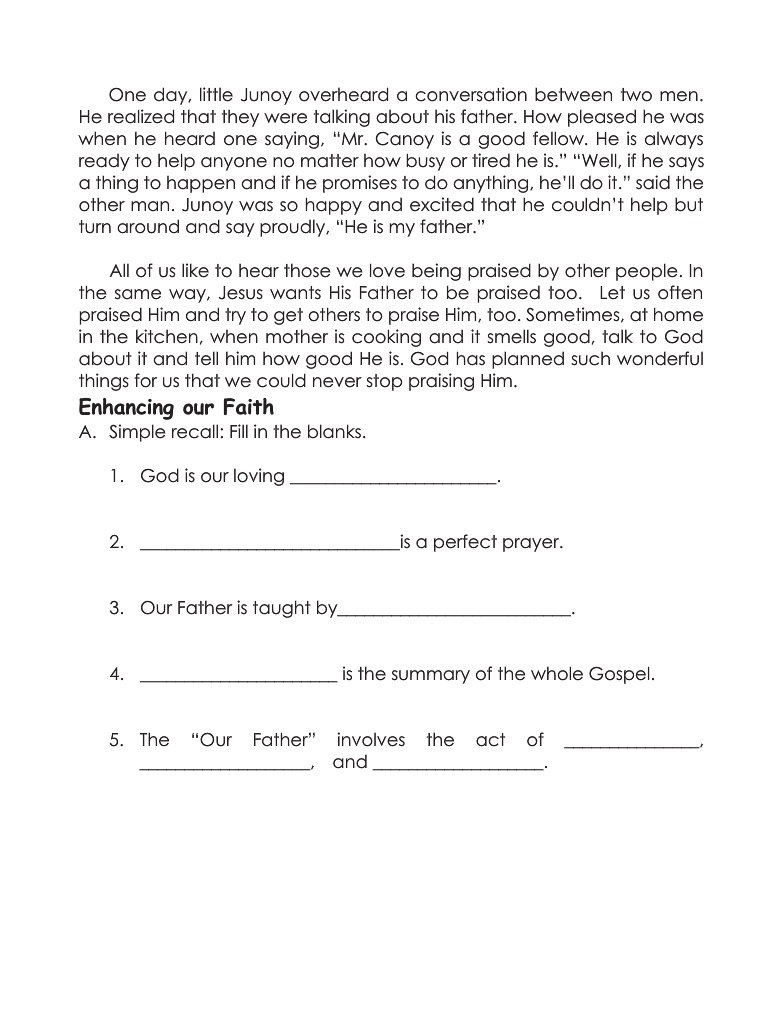 One day, little Junoy overheard a conversation between two men.
He realized that they were talking about his father. How pleased he was
when he heard one saying, “Mr. Canoy is a good fellow. He is always
ready to help anyone no matter how busy or tired he is.” “Well, if he says
a thing to happen and if he promises to do anything, he’ll do it.” said the
other man. Junoy was so happy and excited that he couldn’t help but
turn around and say proudly, “He is my father.”
All of us like to hear those we love being praised by other people. In
the same way, Jesus wants His Father to be praised too. Let us often
praised Him and try to get others to praise Him, too. Sometimes, at home
in the kitchen, when mother is cooking and it smells good, talk to God
about it and tell him how good He is. God has planned such wonderful
things for us that we could never stop praising Him.
Enhancing our Faith
A. Simple recall: Fill in the blanks.
1. God is our loving _______________________.
2. _____________________________is a perfect prayer.
3. Our Father is taught by__________________________.
4. ______________________ is the summary of the whole Gospel.
5. The “Our Father” involves the act of _______________,
___________________, and ___________________.